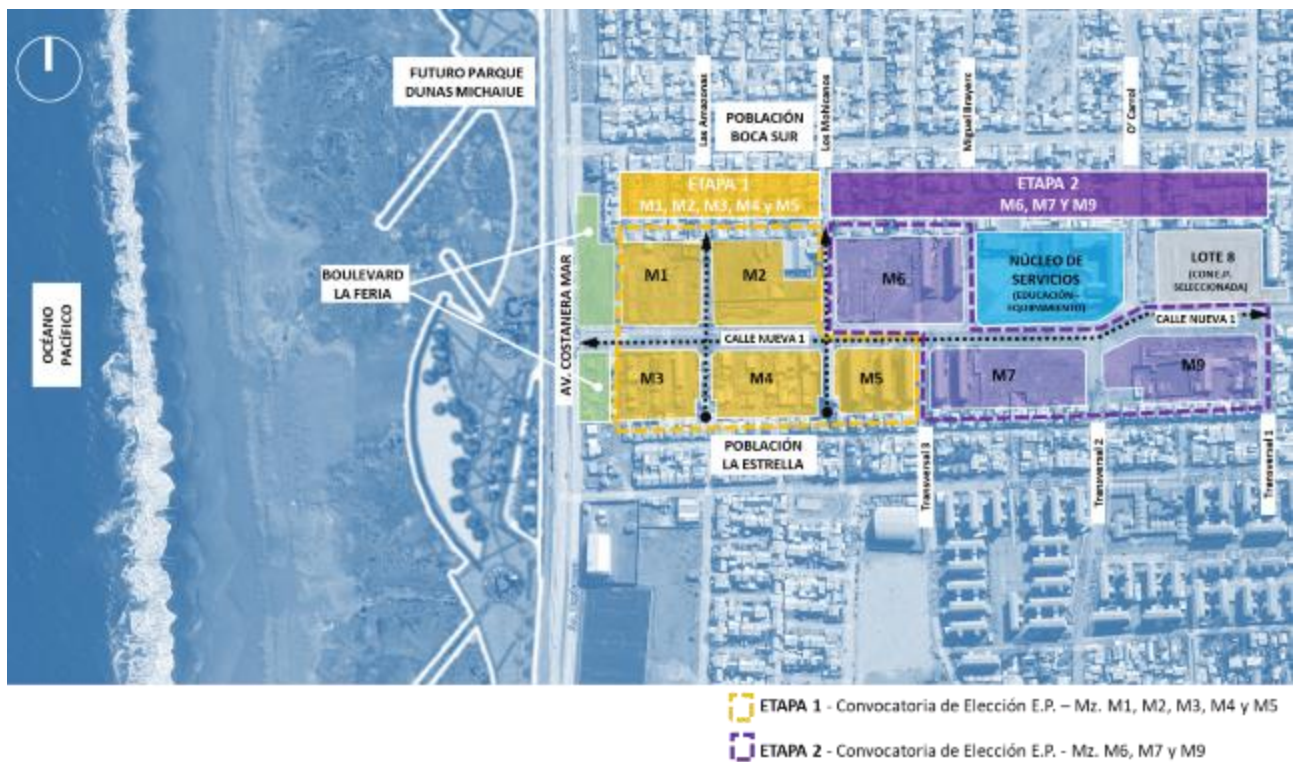 FUTURO PARQUE
DUNAS MICHAIUE
Las Amazonas
POBLACIÓN
BOCA SUR
Los Mohicanos
Miguel Brayerc
O' Carrol
ETAPA 1
M1, M2, M3, M4 y M5
ETAPA 2
M6, M7 Y M9
BOULEVARD
LA FERIA
AV. COSTANERA MAR
OCÉANO
PACÍFICO
M1
M2
M6
NÚCLEO DE
SERVICIOS
(EDUCACIÓN -
EQUIPAMIENTO)
LOTE 8
(CON E.P.
SELECCIONADA)
CALLE NUEVA 1
CALLE NUEVA 1
M3
M4
M5
M7
M9
POBLACIÓN
LA ESTRELLA
Transversal 3
Transversal 2
Transversal 1
ETAPA 1 - Convocatoria de Elección E.P. – Mz. M1, M2, M3, M4 y M5
ETAPA 2 - Convocatoria de Elección E.P. - Mz. M6, M7 y M9